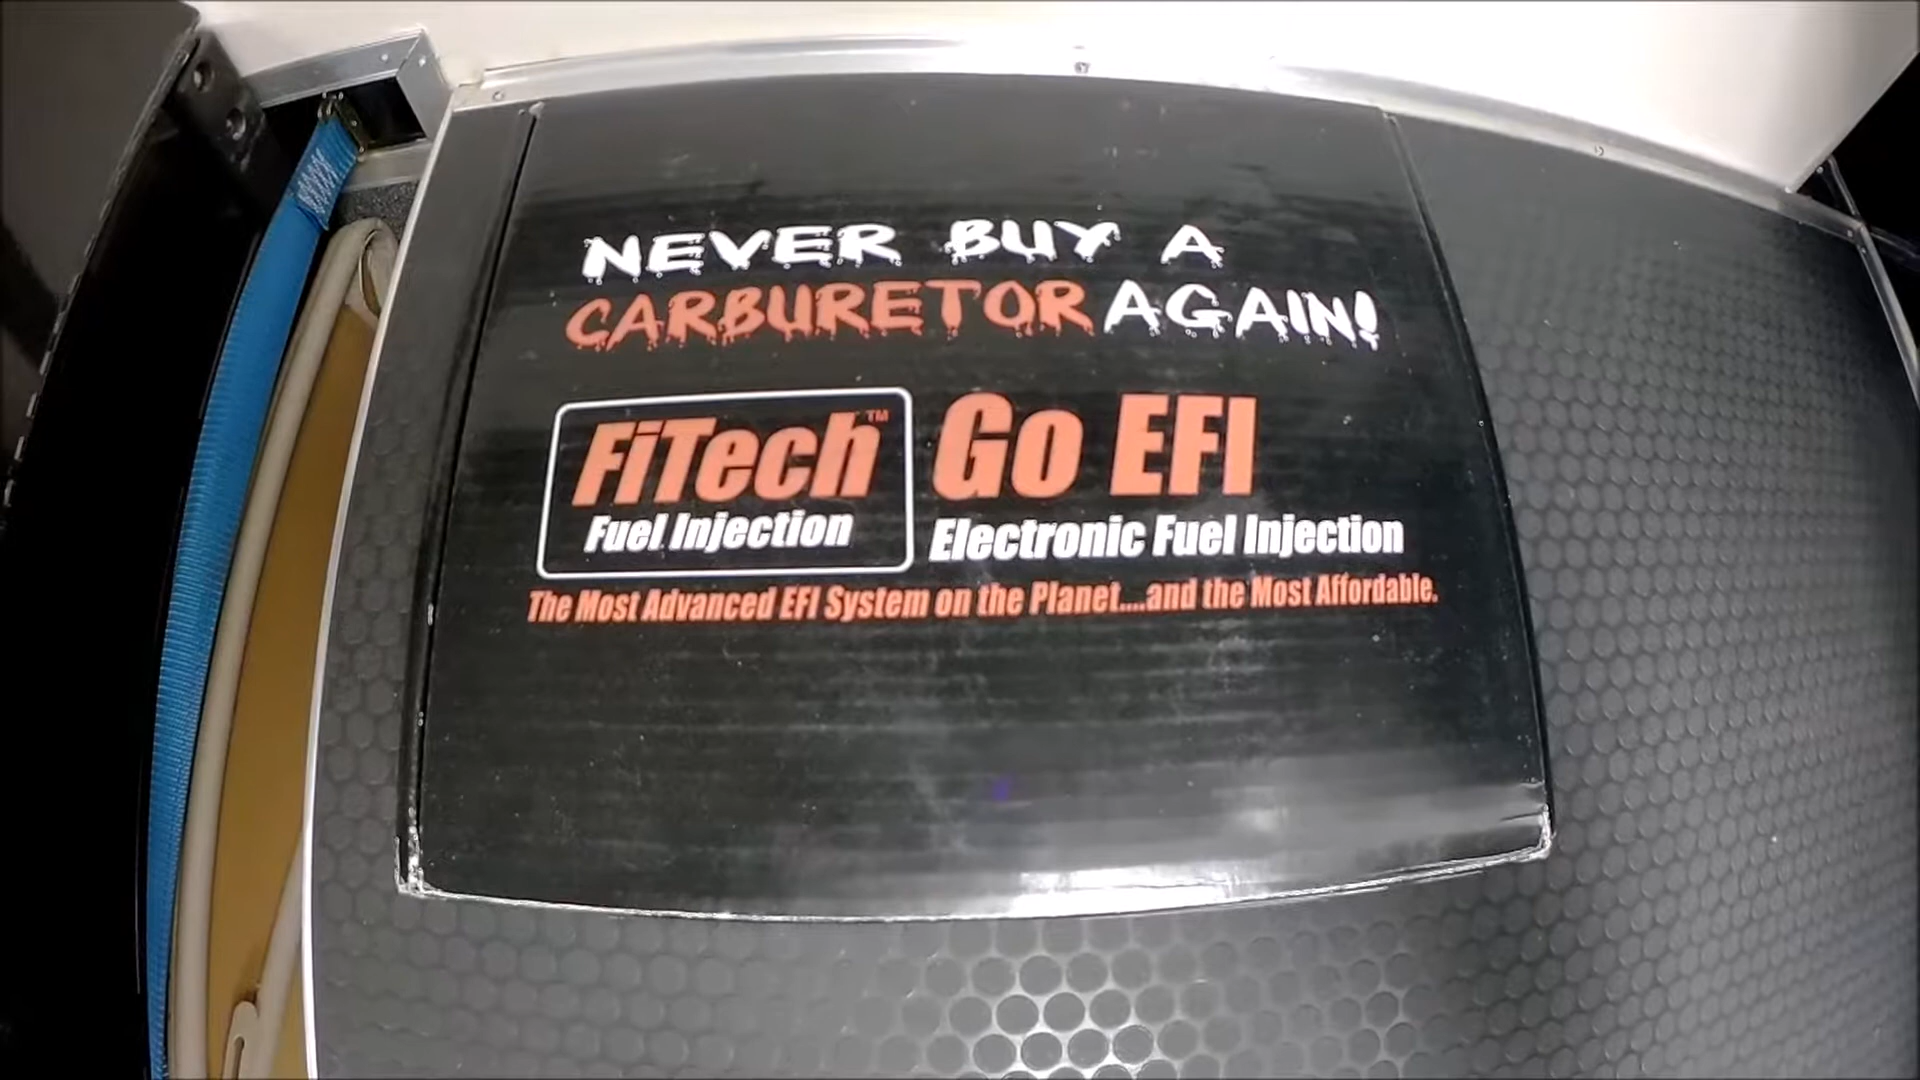 NEVER BUY A
CARBURETOR AGAIN!
FiTech™
Fuel Injection
Go EFI
Electronic Fuel Injection
The Most Advanced EFI System on the Planet....and the Most Affordable.